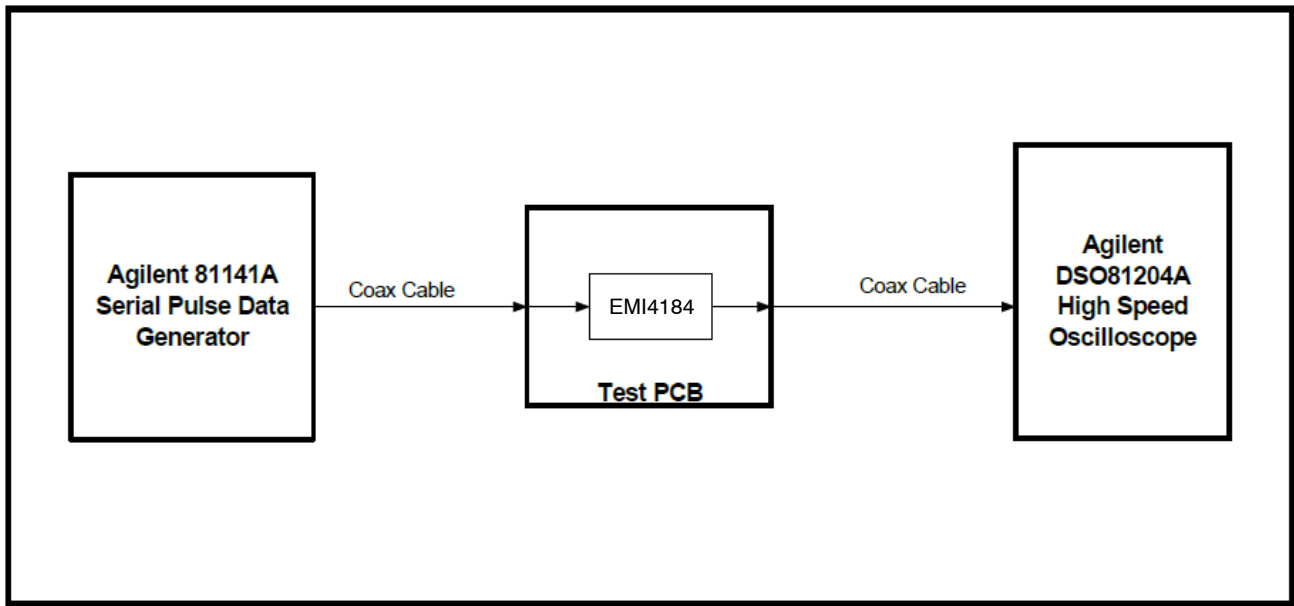 Agilent 81141A
Serial Pulse Data
Generator
Coax Cable
EMI4184
Test PCB
Coax Cable
Agilent
DSO81204A
High Speed
Oscilloscope